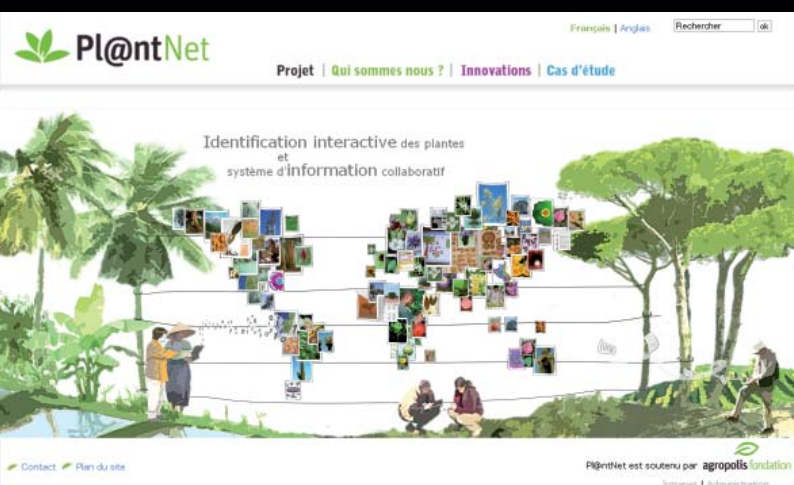 Français | Anglais
Rechercher ok
Pl@ntNet
Projet | Qui sommes nous ? | Innovations | Cas d'étude
Identification interactive des plantes
et
système d'information collaboratif
Contact Plan du site
Pl@ntNet est soutenu par agropolis fondation
| Administration